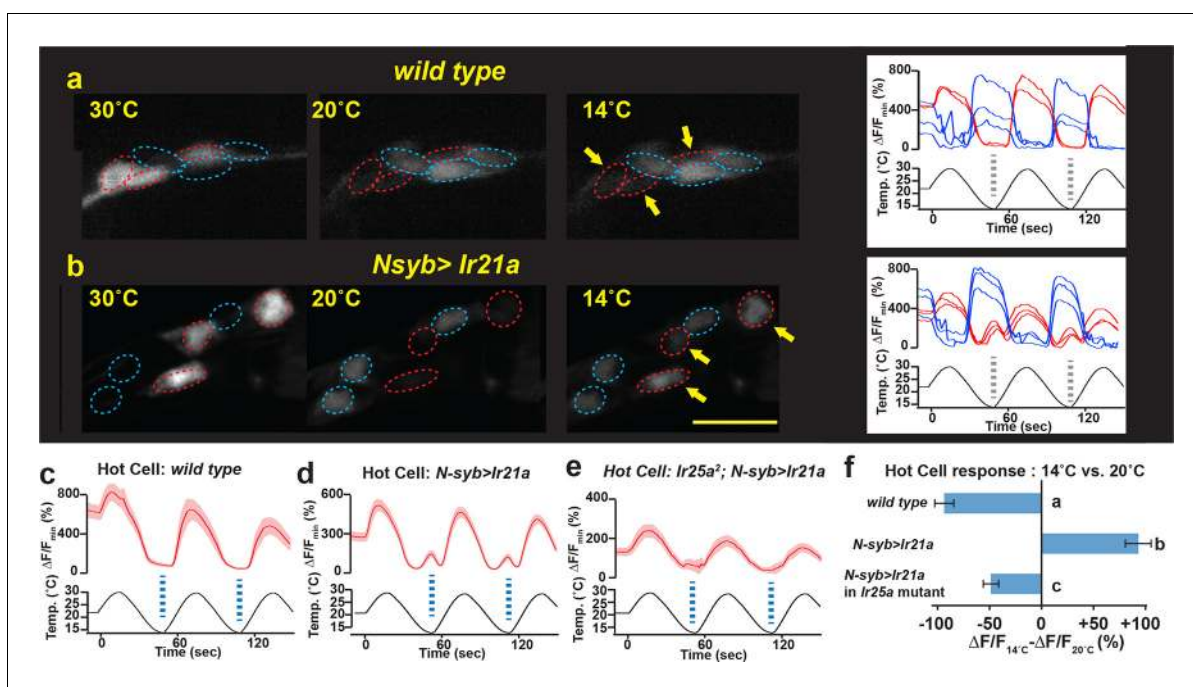 a
wild type
30˚C
20˚C
14˚C
800
400
0
ΔF/Fmin (%)
30
25
20
15
Temp. (˚C)
0
60
120
Time (sec)
b
Nsyb> Ir21a
30˚C
20˚C
14˚C
800
400
0
ΔF/Fmin (%)
30
25
20
15
Temp. (˚C)
0
60
120
Time (sec)
c
Hot Cell: wild type
800
400
0
ΔF/Fmin (%)
30
25
20
15
Temp. (˚C)
0
60
120
Time (sec)
d
Hot Cell: N-syb>Ir21a
600
300
0
ΔF/Fmin (%)
30
25
20
15
Temp. (˚C)
0
60
120
Time (sec)
e
Hot Cell: Ir25a²; N-syb>Ir21a
400
200
0
ΔF/Fmin (%)
30
25
20
15
Temp. (˚C)
0
60
120
Time (sec)
f
Hot Cell response : 14˚C vs. 20˚C
wild type
a
N-syb>Ir21a
b
N-syb>Ir21a
in Ir25a mutant
c
-100
-50
0
+50
+100
ΔF/F14˚C-ΔF/F20˚C (%)